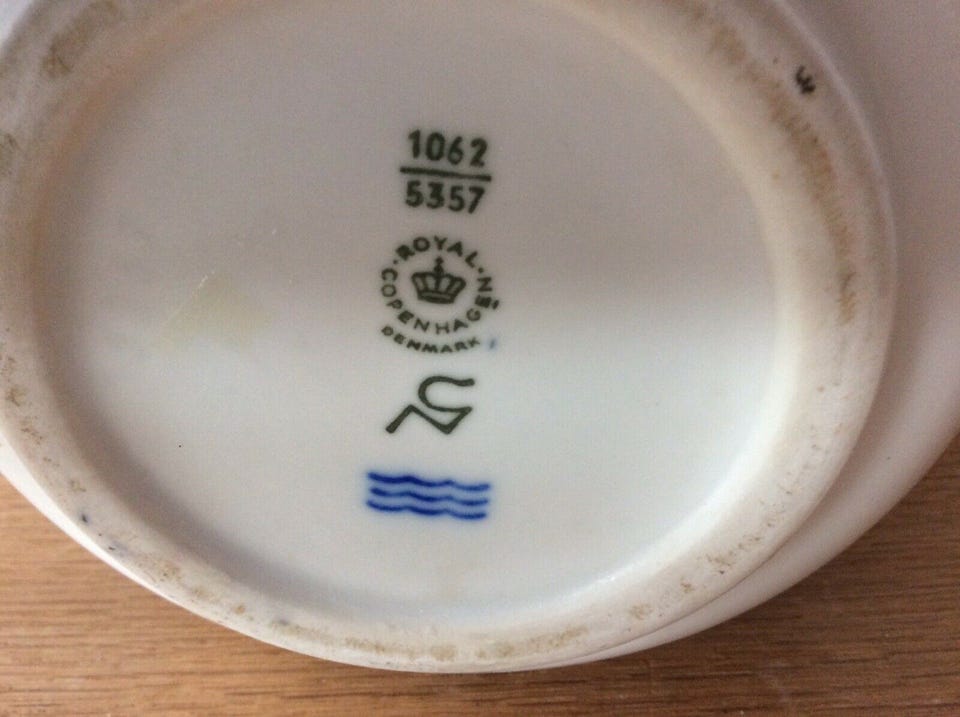 1062
5357
ROYAL
COPENHAGEN
DENMARK